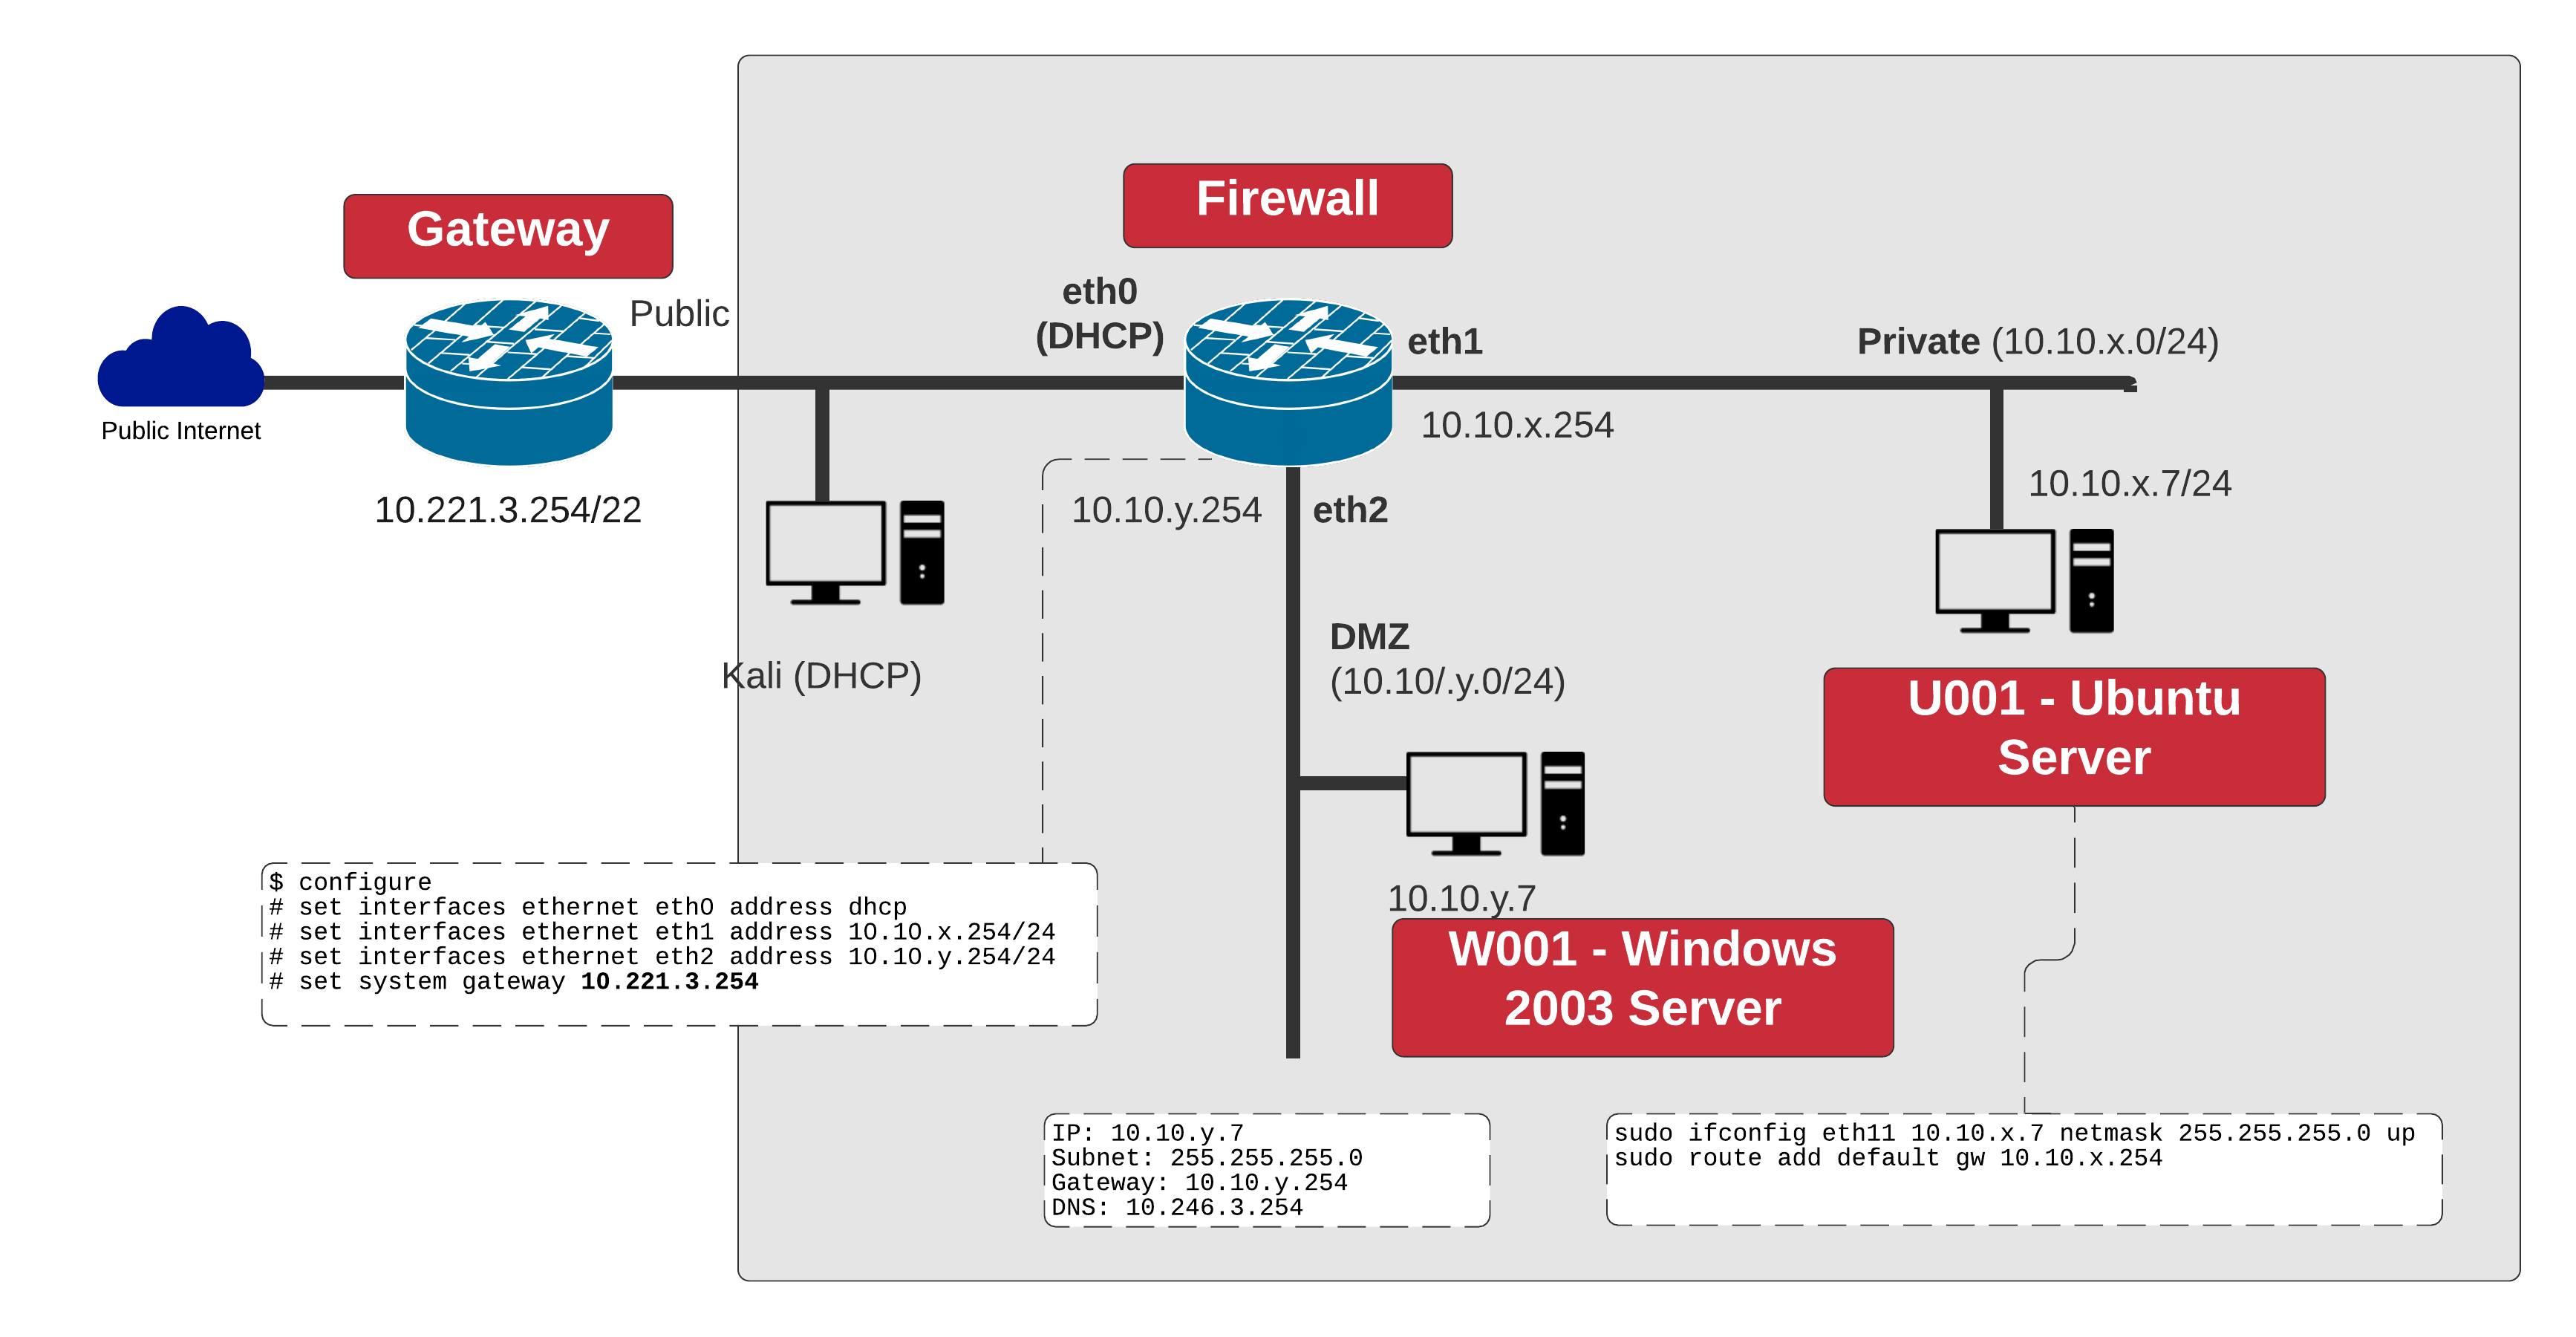 Gateway
Firewall
Public
eth0
(DHCP)
eth1
Private (10.10.x.0/24)
Public Internet
10.10.x.254
10.221.3.254/22
10.10.y.254
eth2
10.10.x.7/24
Kali (DHCP)
DMZ
(10.10/.y.0/24)
U001 - Ubuntu
Server
10.10.y.7
W001 - Windows
2003 Server
$ configure
# set interfaces ethernet eth0 address dhcp
# set interfaces ethernet eth1 address 10.10.x.254/24
# set interfaces ethernet eth2 address 10.10.y.254/24
# set system gateway 10.221.3.254
IP: 10.10.y.7
Subnet: 255.255.255.0
Gateway: 10.10.y.254
DNS: 10.246.3.254
sudo ifconfig eth11 10.10.x.7 netmask 255.255.255.0 up
sudo route add default gw 10.10.x.254